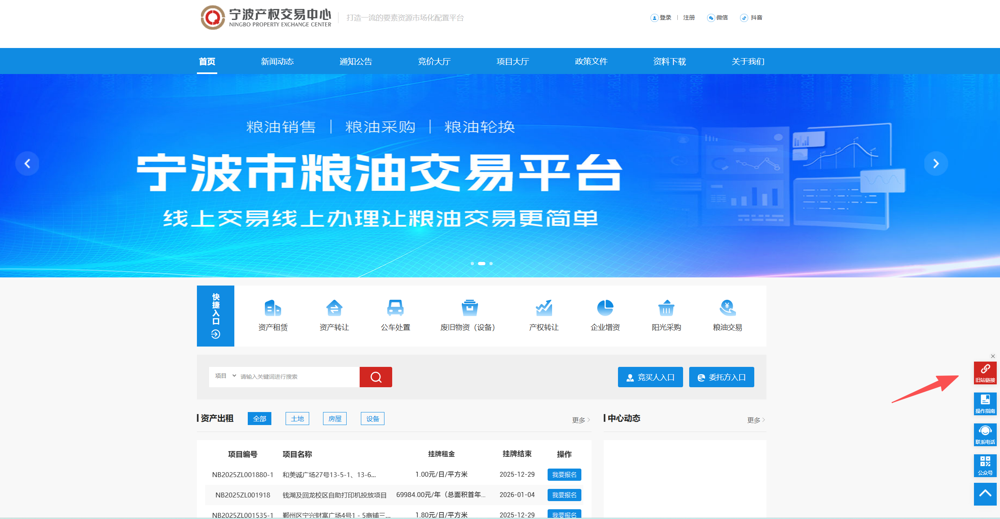 宁波产权交易中心
NINGBO PROPERTY EXCHANGE CENTER
打造一流的要素资源市场化配置平台
登录 | 注册 微信 抖音
首页 新闻动态 通知公告 竞价大厅 项目大厅 政策文件 资料下载 关于我们
粮油销售 | 粮油采购 | 粮油轮换
宁波市粮油交易平台
线上交易线上办理让粮油交易更简单
快捷入口
资产租赁 资产转让 公车处置 废旧物资（设备） 产权转让 企业增资 阳光采购 粮油交易
项目 请输入关键词进行搜索
竞买人入口 委托方入口
旧站链接
操作指南
联系电话
公众号
资产出租 全部 土地 房屋 设备 更多
中心动态 更多
项目编号 项目名称 挂牌租金 挂牌结束 操作
NB2025ZL001880-1 和美诚广场27号13-5-1、13-6... 1.00元/日/平方米 2025-12-29 我要报名
NB2025ZL001918 钱湖及回龙校区自助打印机投放项目 69984.00元/年（总面积首年... 2026-01-04 我要报名
NB2025ZL001535-1 鄞州区宁兴财富广场4号1－5商铺三... 1.80元/日/平方米 2025-12-29 我要报名